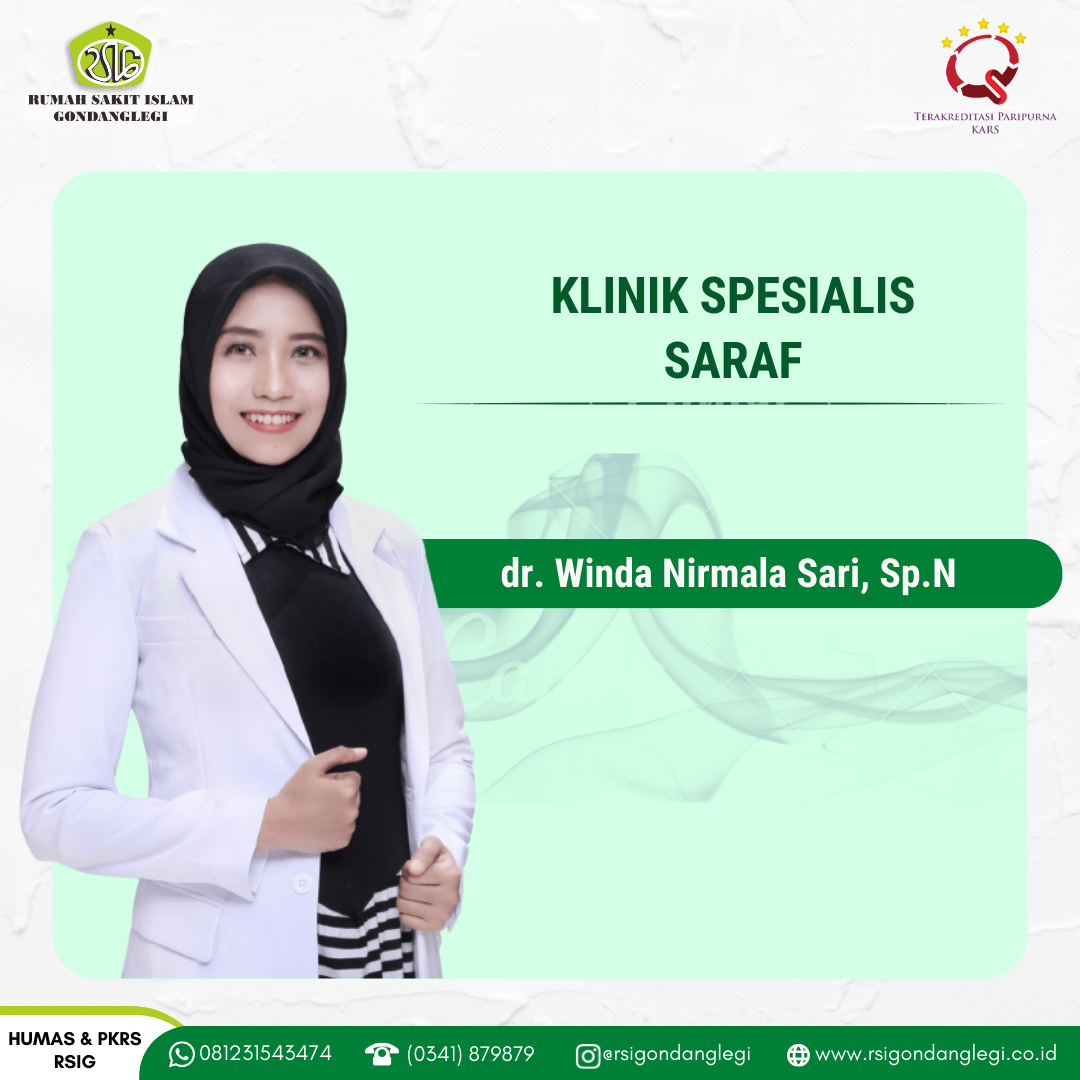 RSIG
RUMAH SAKIT ISLAM
GONDANGLEGI
TERAKREDITASI PARIPURNA
KARS
KLINIK SPESIALIS
SARAF
dr. Winda Nirmala Sari, Sp.N
HUMAS & PKRS
RSIG
081231543474
(0341) 879879
@rsigondanglegi
www.rsigondanglegi.co.id